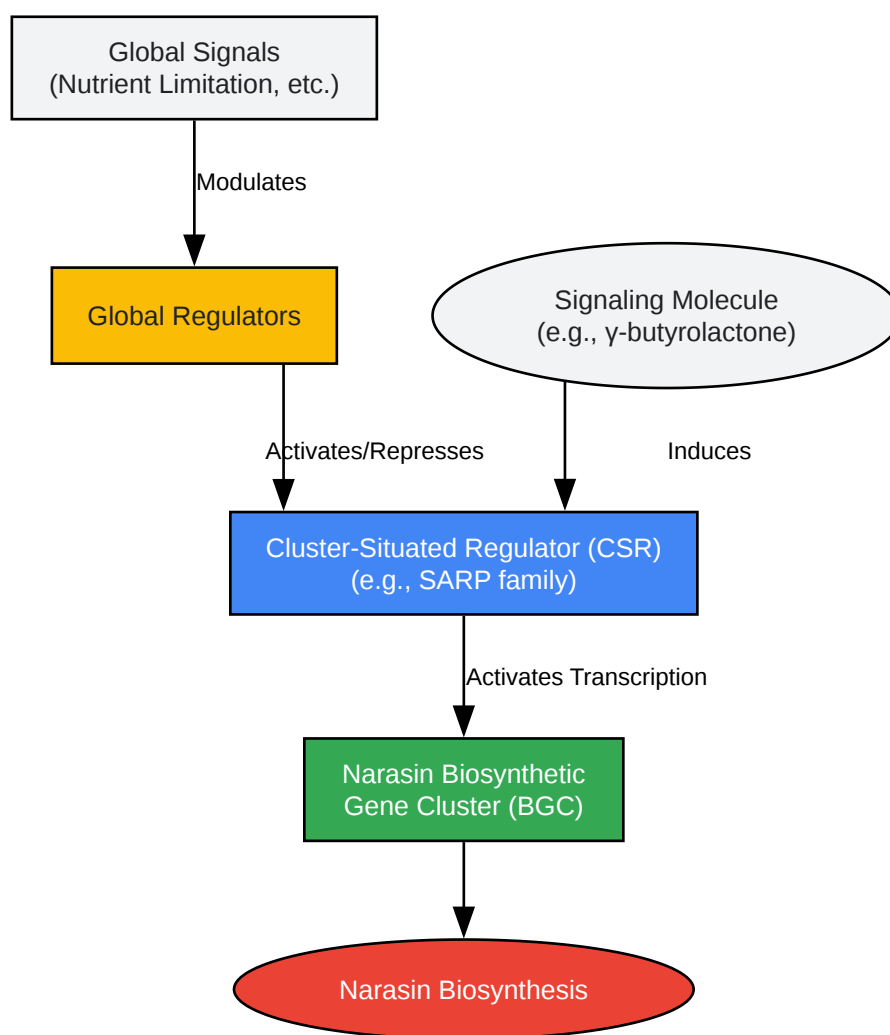 Global Signals
(Nutrient Limitation, etc.)
Modulates
Global Regulators
Signaling Molecule
(e.g., γ-butyrolactone)
Activates/Represses
Induces
Cluster-Situated Regulator (CSR)
(e.g., SARP family)
Activates Transcription
Narasin Biosynthetic
Gene Cluster (BGC)
Narasin Biosynthesis